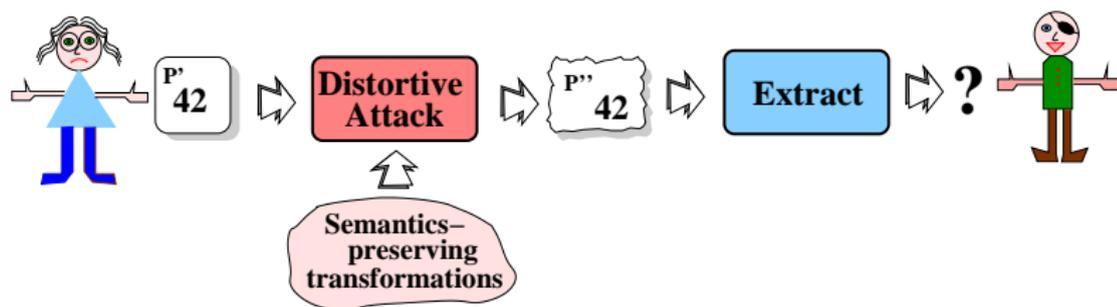 P'
42
Distortive
Attack
P''
42
Extract
?
Semantics–
preserving
transformations